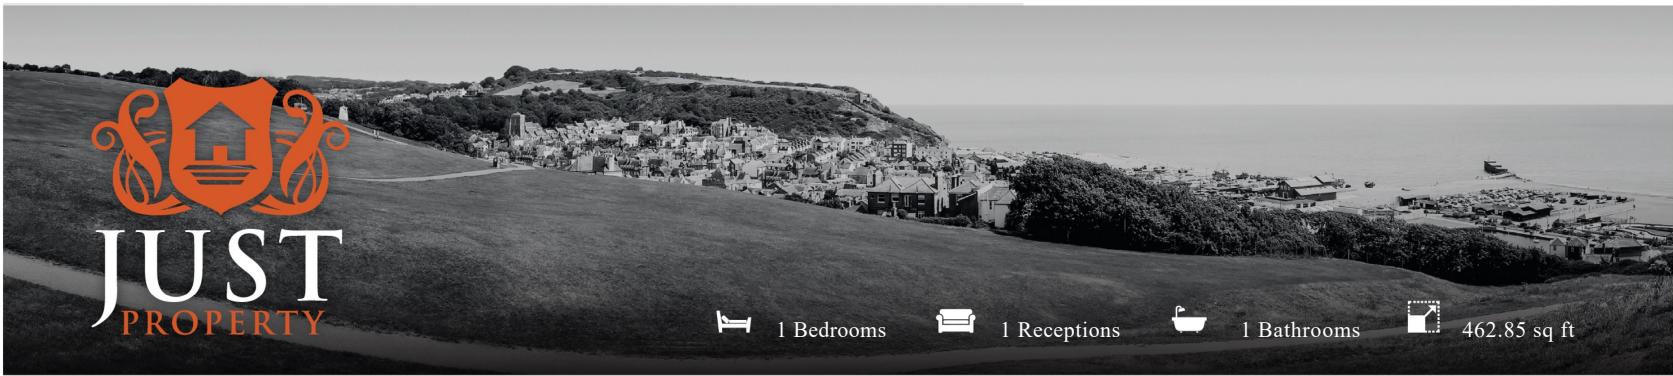 JUST
PROPERTY
1 Bedrooms
1 Receptions
1 Bathrooms
462.85 sq ft